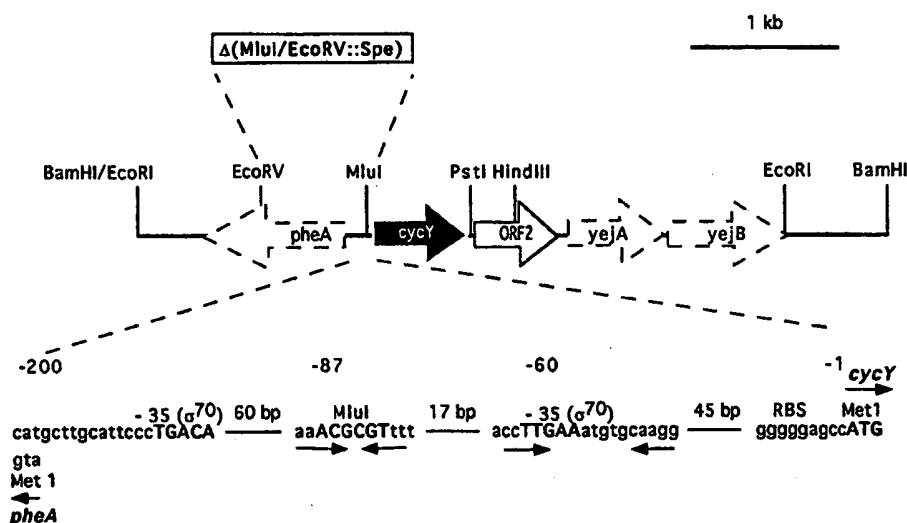 1 kb
Δ(MluI/EcoRV::Spe)
BamHI/EcoRI EcoRV MluI PstI HindIII EcoRI BamHI
pheA cycY ORF2 yejA yejB
-200 -87 -60 -1 cycY
- 35 (σ70) 60 bp MluI 17 bp - 35 (σ70) 45 bp RBS Met1
catgcttgcattcccTGACA aaACGCGTttt accTTGAAatgtgcaagg gggggagccATG
gta
Met 1
pheA